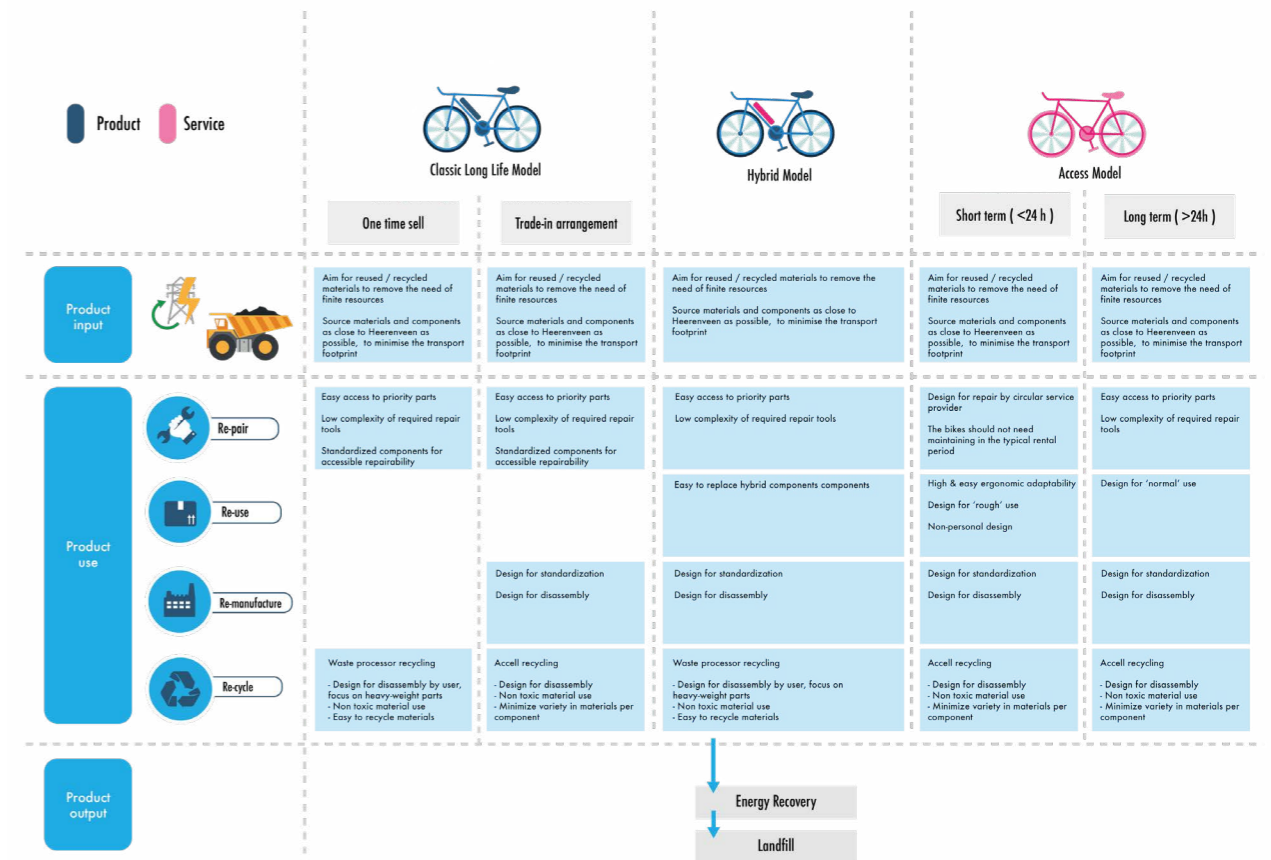 Product
Service
Classic Long Life Model
Hybrid Model
Access Model
One time sell
Trade-in arrangement
Short term ( <24 h )
Long term ( >24h )
Product
input
Aim for reused / recycled
materials to remove the need of
finite resources
Source materials and components
as close to Heerenveen as
possible,  to minimise the transport
footprint
Aim for reused / recycled
materials to remove the need of
finite resources
Source materials and components
as close to Heerenveen as
possible,  to minimise the transport
footprint
Aim for reused / recycled materials to remove the
need of finite resources
Source materials and components as close to
Heerenveen as possible,  to minimise the transport
footprint
Aim for reused / recycled
materials to remove the need of
finite resources
Source materials and components
as close to Heerenveen as
possible,  to minimise the transport
footprint
Aim for reused / recycled
materials to remove the need of
finite resources
Source materials and components
as close to Heerenveen as
possible,  to minimise the transport
footprint
Product
use
Re-pair
Easy access to priority parts
Low complexity of required repair
tools
Standardized components for
accessible repairability
Easy access to priority parts
Low complexity of required repair
tools
Standardized components for
accessible repairability
Easy access to priority parts
Low complexity of required repair tools
Design for repair by circular service
provider
The bikes should not need
maintaining in the typical rental
period
Easy access to priority parts
Low complexity of required repair
tools
Re-use
Easy to replace hybrid components components
High & easy ergonomic adaptability
Design for ‘rough’ use
Non-personal design
Design for ‘normal’ use
Re-manufacture
Design for standardization
Design for disassembly
Design for standardization
Design for disassembly
Design for standardization
Design for disassembly
Design for standardization
Design for disassembly
Re-cycle
Waste processor recycling
- Design for disassembly by user,
focus on heavy-weight parts
- Non toxic material use
- Easy to recycle materials
Accell recycling
- Design for disassembly
- Non toxic material use
- Minimize variety in materials per
component
Waste processor recycling
- Design for disassembly by user, focus on
heavy-weight parts
- Non toxic material use
- Easy to recycle materials
Accell recycling
- Design for disassembly
- Non toxic material use
- Minimize variety in materials per
component
Accell recycling
- Design for disassembly
- Non toxic material use
- Minimize variety in materials per
component
Product
output
Energy Recovery
Landfill